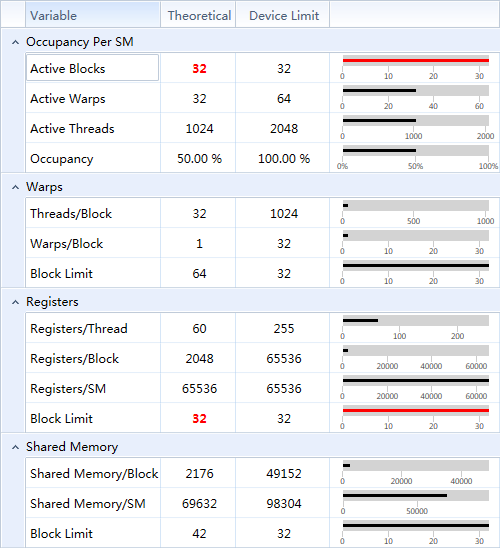 Variable Theoretical Device Limit
Occupancy Per SM
Active Blocks 32 32 0 10 20 30
Active Warps 32 64 0 20 40 60
Active Threads 1024 2048 0 1000 2000
Occupancy 50.00 % 100.00 % 0% 50% 100%
Warps
Threads/Block 32 1024 0 500 1000
Warps/Block 1 32 0 10 20 30
Block Limit 64 32 0 10 20 30
Registers
Registers/Thread 60 255 0 100 200
Registers/Block 2048 65536 0 20000 40000 60000
Registers/SM 65536 65536 0 20000 40000 60000
Block Limit 32 32 0 10 20 30
Shared Memory
Shared Memory/Block 2176 49152 0 20000 40000
Shared Memory/SM 69632 98304 0 50000
Block Limit 42 32 0 10 20 30